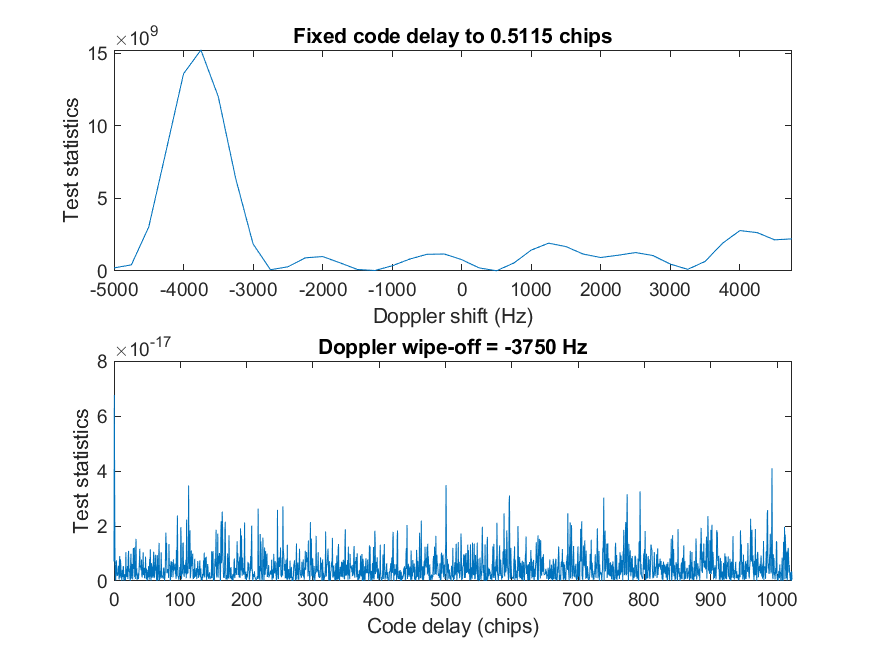 Fixed code delay to 0.5115 chips
×10^9
15
10
5
0
Test statistics
-5000 -4000 -3000 -2000 -1000 0 1000 2000 3000 4000
Doppler shift (Hz)
Doppler wipe-off = -3750 Hz
×10^-17
8
6
4
2
0
Test statistics
0 100 200 300 400 500 600 700 800 900 1000
Code delay (chips)